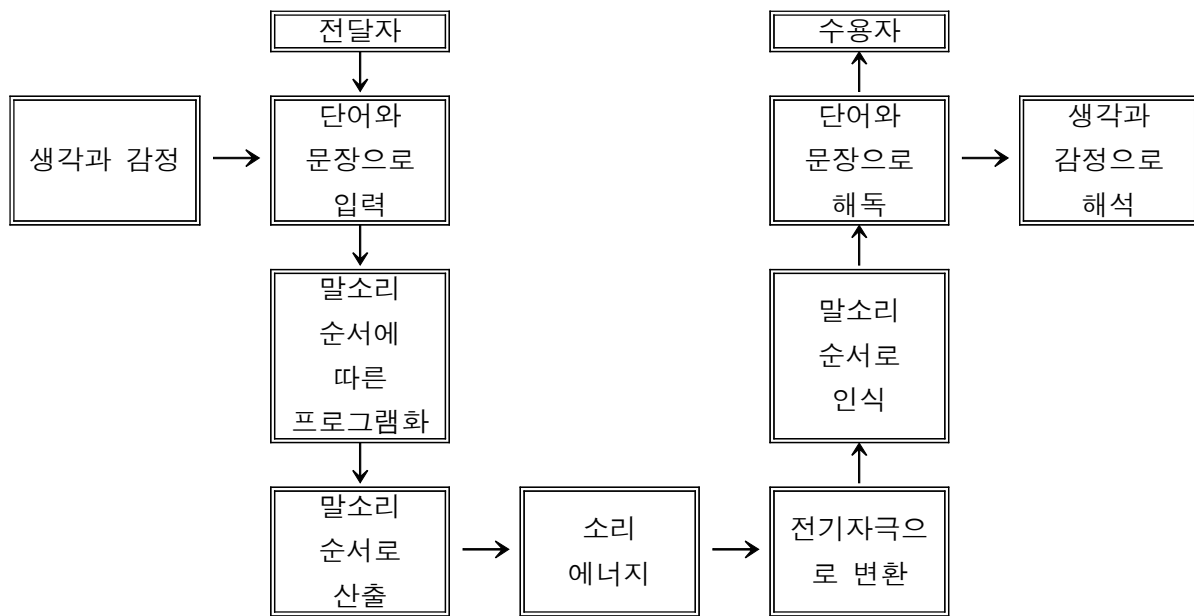 전달자
수용자
생각과 감정
단어와
문장으로
입력
단어와
문장으로
해독
생각과
감정으로
해석
말소리
순서에
따른
프로그램화
말소리
순서로
인식
말소리
순서로
산출
소리
에너지
전기자극으
로 변환